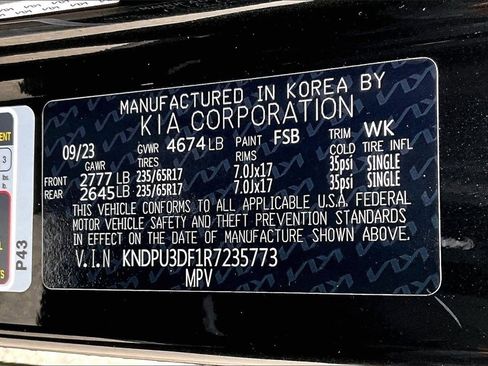 MANUFACTURED IN KOREA BY
KIA CORPORATION
09/23 GVWR 4674LB PAINT FSB TRIM WK
GAWR TIRES RIMS COLD TIRE INFL
FRONT 2777 LB 235/65R17 7.0Jx17 35psi SINGLE
REAR 2645LB 235/65R17 7.0Jx17 35psi SINGLE
THIS VEHICLE CONFORMS TO ALL APPLICABLE U.S.A. FEDERAL
MOTOR VEHICLE SAFETY AND THEFT PREVENTION STANDARDS
IN EFFECT ON THE DATE OF MANUFACTURE SHOWN ABOVE.
V.I.N KNDPU3DF1R7235773
MPV
P43
3